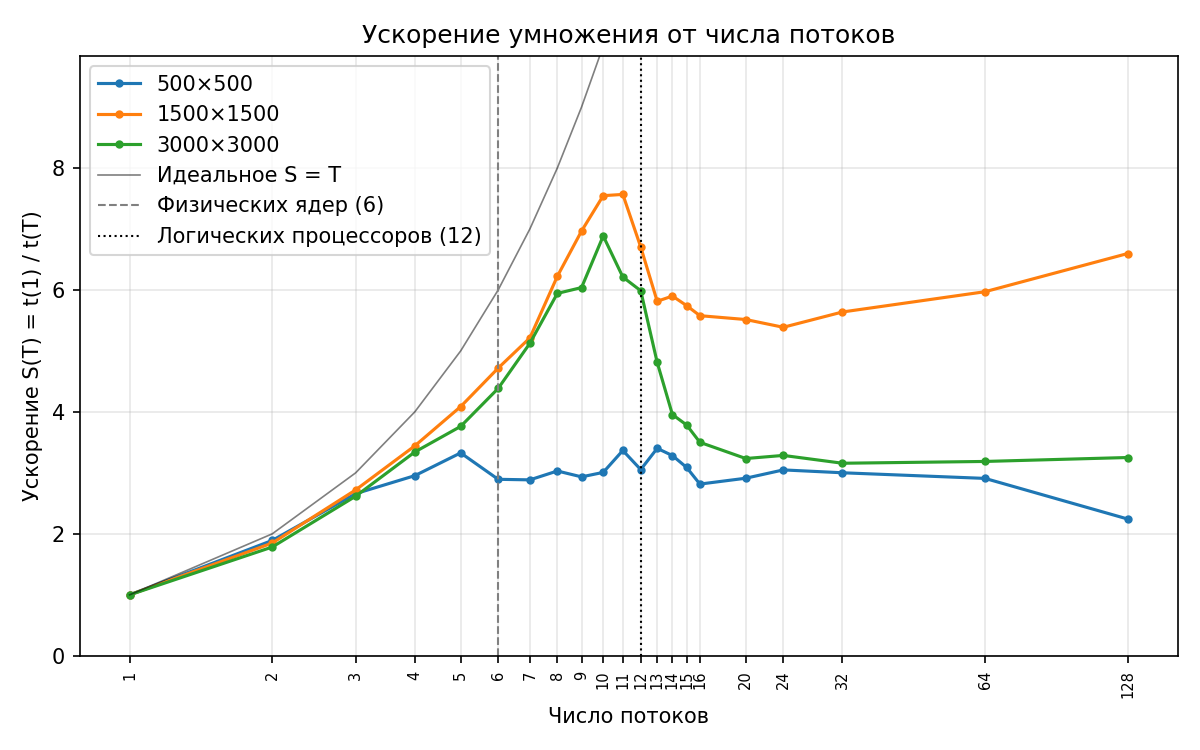 Ускорение умножения от числа потоков
500×500
1500×1500
3000×3000
Идеальное S = T
Физических ядер (6)
Логических процессоров (12)
Ускорение S(T) = t(1) / t(T)
8
6
4
2
0
1 2 3 4 5 6 7 8 9 10 11 12 13 14 15 16 20 24 32 64 128
Число потоков